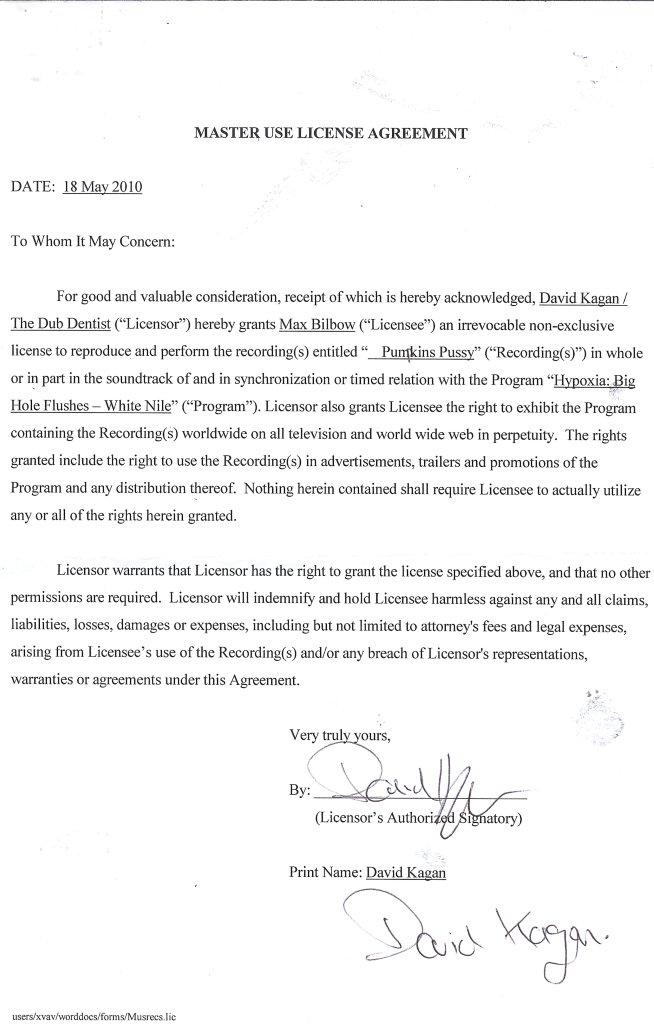 MASTER USE LICENSE AGREEMENT
DATE: 18 May 2010
To Whom It May Concern:
For good and valuable consideration, receipt of which is hereby acknowledged, David Kagan /
The Dub Dentist (“Licensor”) hereby grants Max Bilbow (“Licensee”) an irrevocable non-exclusive
license to reproduce and perform the recording(s) entitled “ Pumkins Pussy” (“Recording(s)”) in whole
or in part in the soundtrack of and in synchronization or timed relation with the Program “Hypoxia: Big
Hole Flushes – White Nile” (“Program”). Licensor also grants Licensee the right to exhibit the Program
containing the Recording(s) worldwide on all television and world wide web in perpetuity. The rights
granted include the right to use the Recording(s) in advertisements, trailers and promotions of the
Program and any distribution thereof. Nothing herein contained shall require Licensee to actually utilize
any or all of the rights herein granted.
Licensor warrants that Licensor has the right to grant the license specified above, and that no other
permissions are required. Licensor will indemnify and hold Licensee harmless against any and all claims,
liabilities, losses, damages or expenses, including but not limited to attorney's fees and legal expenses,
arising from Licensee’s use of the Recording(s) and/or any breach of Licensor's representations,
warranties or agreements under this Agreement.
Very truly yours,
By: David K
(Licensor’s Authorized Signatory)
Print Name: David Kagan
David Kagan.
users/xvav/worddocs/forms/Musrecs.lic